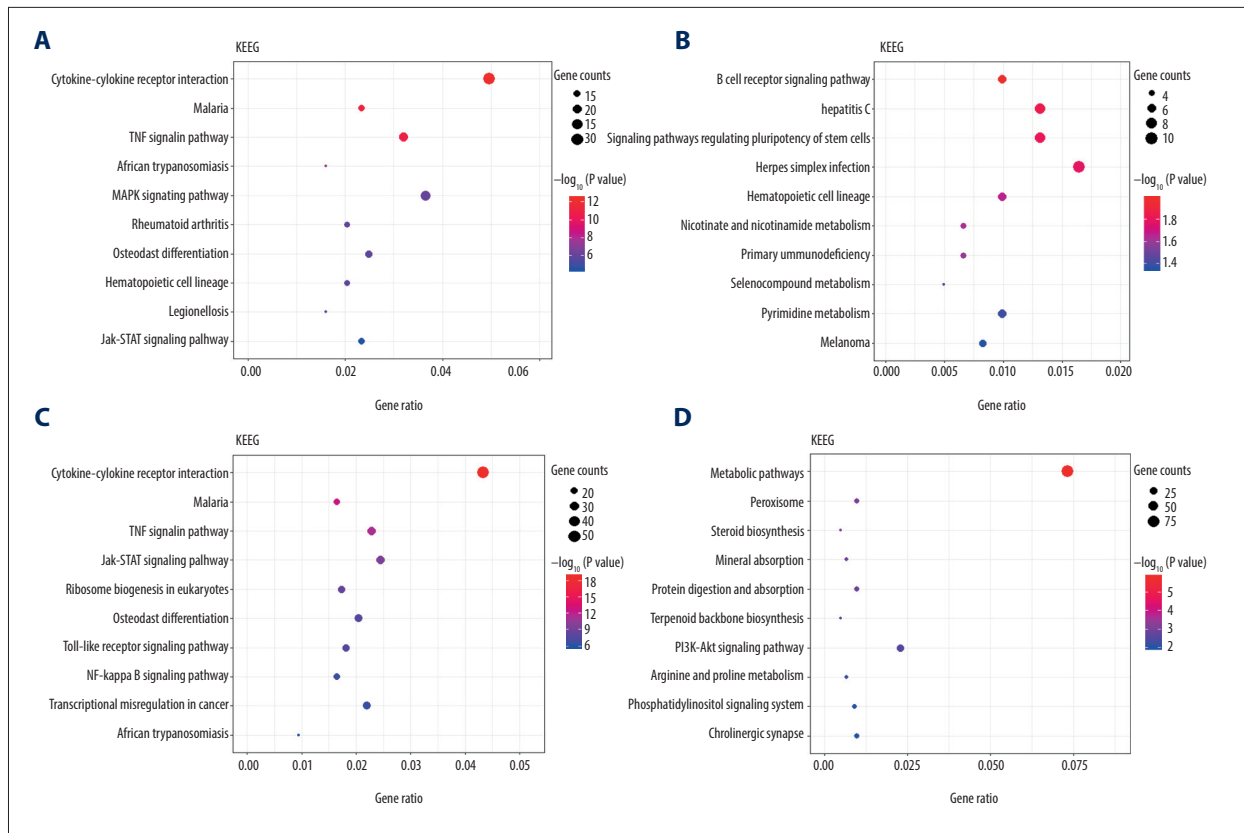 A
KEEG
Cytokine-cylokine receptor interaction
Malaria
TNF signalin pathway
African trypanosomiasis
MAPK signating pathway
Rheumatoid arthritis
Osteodast differentiation
Hematopoietic cell lineage
Legionellosis
Jak-STAT signaling palhway
0.00 0.02 0.04 0.06
Gene ratio
Gene counts
15
20
15
30
–log10 (P value)
12
10
8
6
B
KEEG
B cell receptor signaling pathway
hepatitis C
Signaling pathways regulating pluripotency of stem cells
Herpes simplex infection
Hematopoietic cell lineage
Nicotinate and nicotinamide metabolism
Primary ummunodeficiency
Selenocompound metabolism
Pyrimidine metabolism
Melanoma
0.000 0.005 0.010 0.015 0.020
Gene ratio
Gene counts
4
6
8
10
–log10 (P value)
1.8
1.6
1.4
C
KEEG
Cytokine-cylokine receptor interaction
Malaria
TNF signalin pathway
Jak-STAT signaling palhway
Ribosome biogenesis in eukaryotes
Osteodast differentiation
Toll-like receptor signaling pathway
NF-kappa B signaling pathway
Transcriptional misregulation in cancer
African trypanosomiasis
0.00 0.01 0.02 0.03 0.04 0.05
Gene ratio
Gene counts
20
30
40
50
–log10 (P value)
18
15
12
9
6
D
KEEG
Metabolic pathways
Peroxisome
Steroid biosynthesis
Mineral absorption
Protein digestion and absorption
Terpenoid backbone biosynthesis
PI3K-Akt signaling pathway
Arginine and proline metabolism
Phosphatidylinositol signaling system
Chrolinergic synapse
0.00 0.025 0.050 0.075
Gene ratio
Gene counts
25
50
75
–log10 (P value)
5
4
3
2